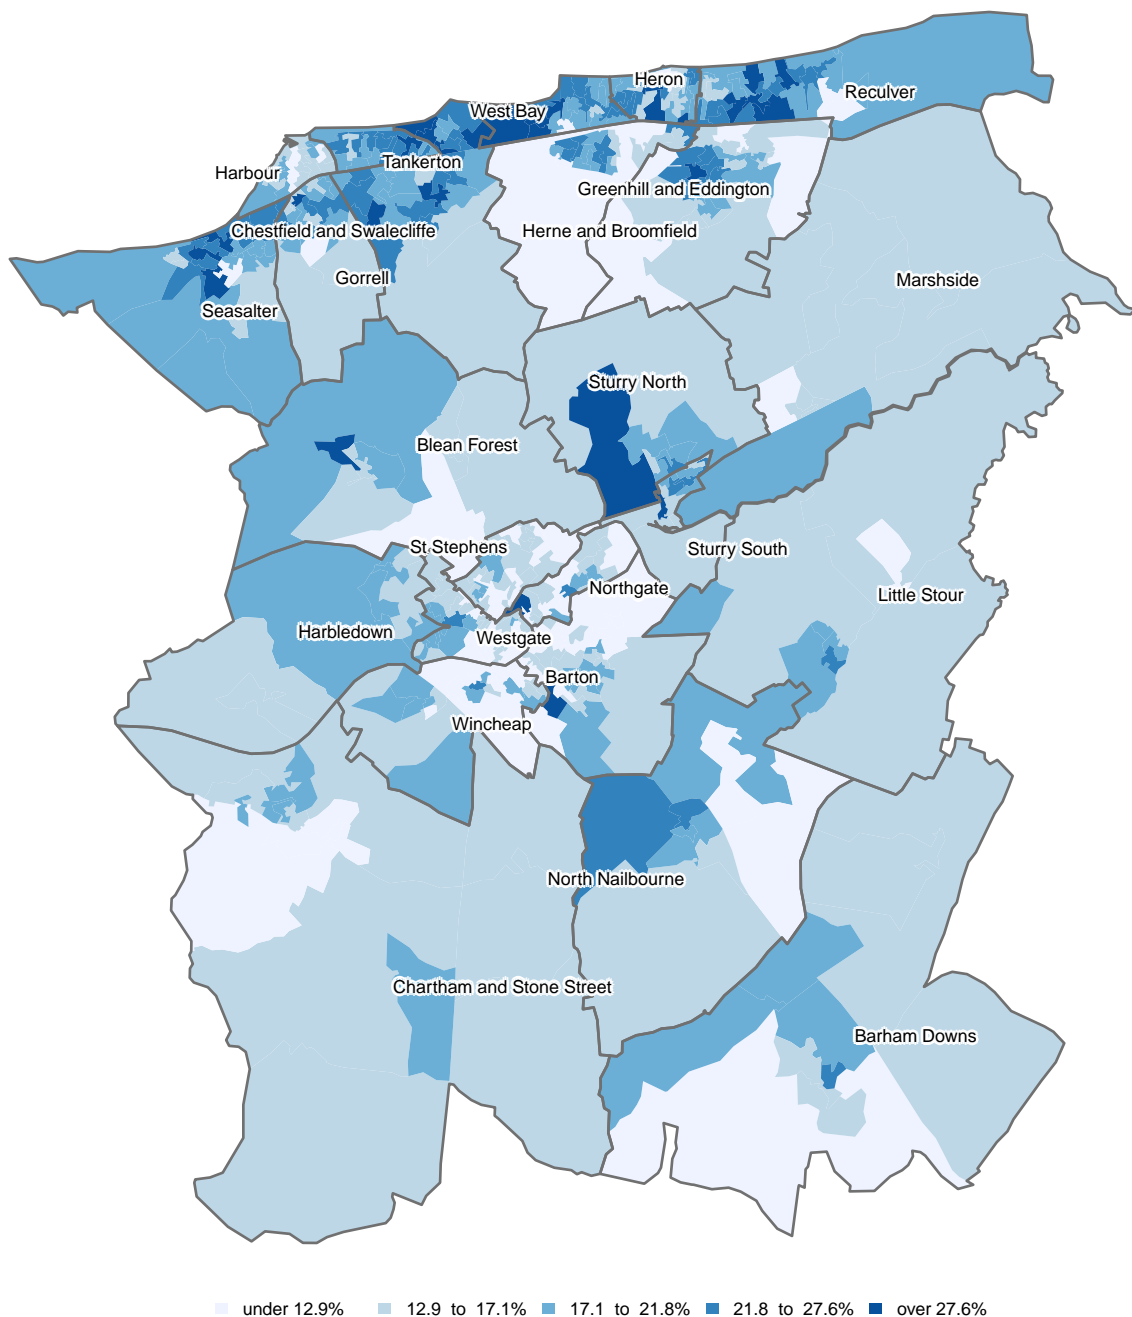 Heron
Reculver
West Bay
Tankerton
Harbour
Greenhill and Eddington
Chestfield and Swalecliffe
Herne and Broomfield
Gorrell
Marshside
Seasalter
Sturry North
Blean Forest
St Stephens
Sturry South
Northgate
Little Stour
Harbledown
Westgate
Barton
Wincheap
North Nailbourne
Chartham and Stone Street
Barham Downs
under 12.9%
12.9 to 17.1%
17.1 to 21.8%
21.8 to 27.6%
over 27.6%